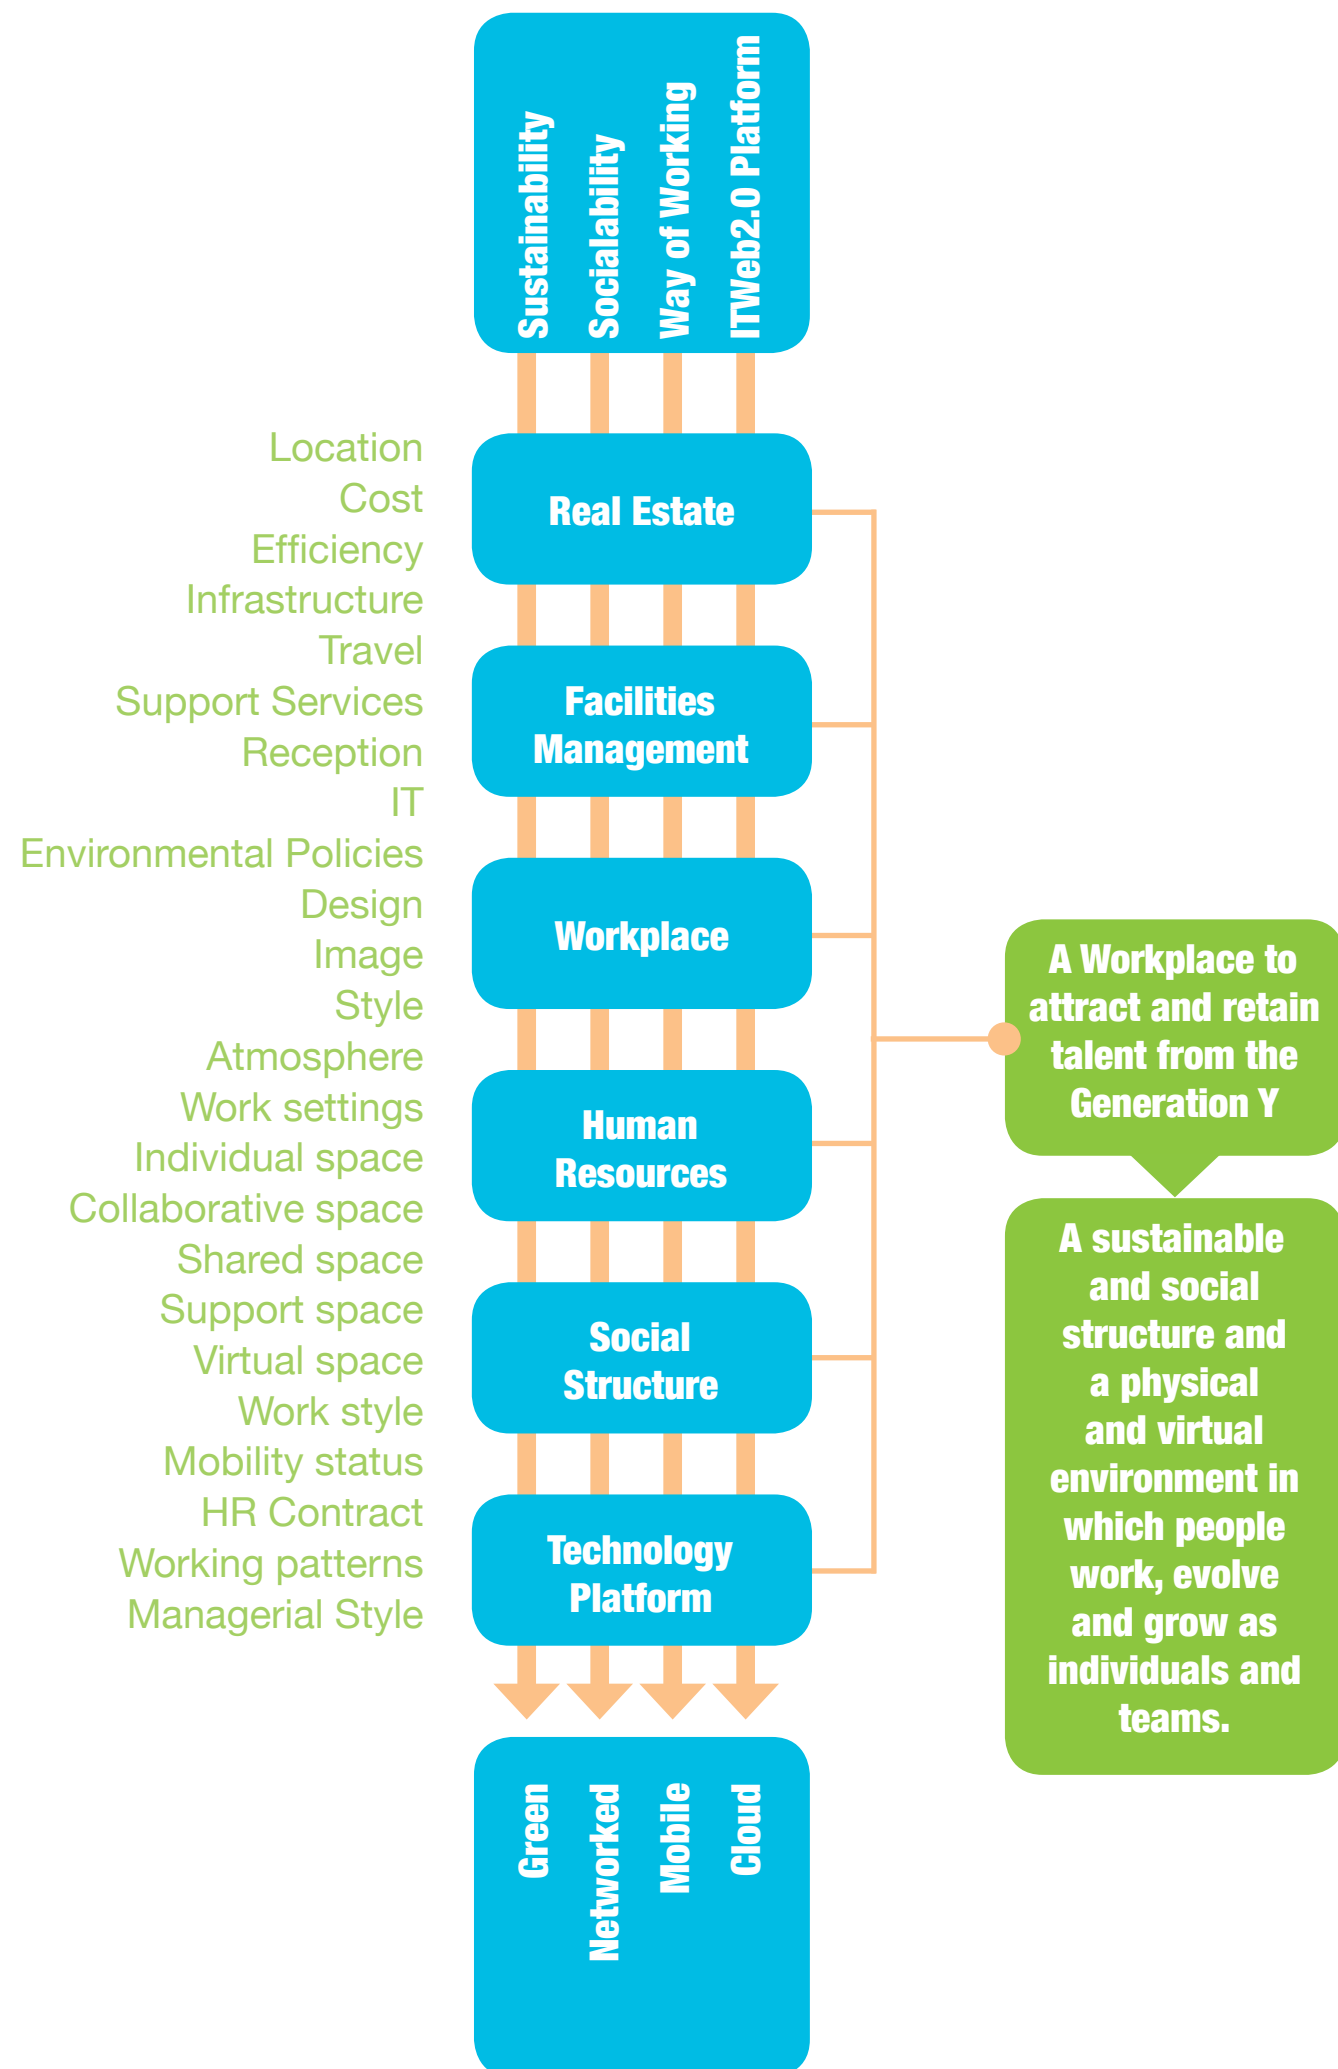 Sustainability
Socialability
Way of Working
ITWeb2.0 Platform
Location
Cost
Efficiency
Infrastructure
Travel
Support Services
Reception
IT
Environmental Policies
Design
Image
Style
Atmosphere
Work settings
Individual space
Collaborative space
Shared space
Support space
Virtual space
Work style
Mobility status
HR Contract
Working patterns
Managerial Style
Real Estate
Facilities
Management
Workplace
Human
Resources
Social
Structure
Technology
Platform
A Workplace to
attract and retain
talent from the
Generation Y
A sustainable
and social
structure and
a physical
and virtual
environment in
which people
work, evolve
and grow as
individuals and
teams.
Green
Networked
Mobile
Cloud